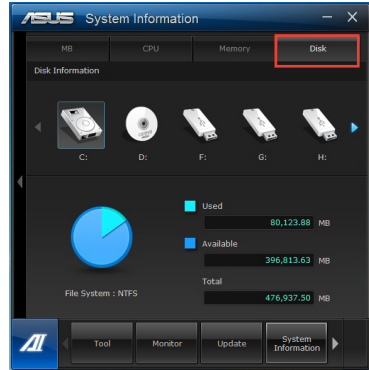 ASUS System Information
MB CPU Memory Disk
Disk Information
C: D: F: G: H:
Used
80,123.88 MB
Available
396,813.63 MB
Total
476,937.50 MB
File System : NTFS
Tool Monitor Update System
Information